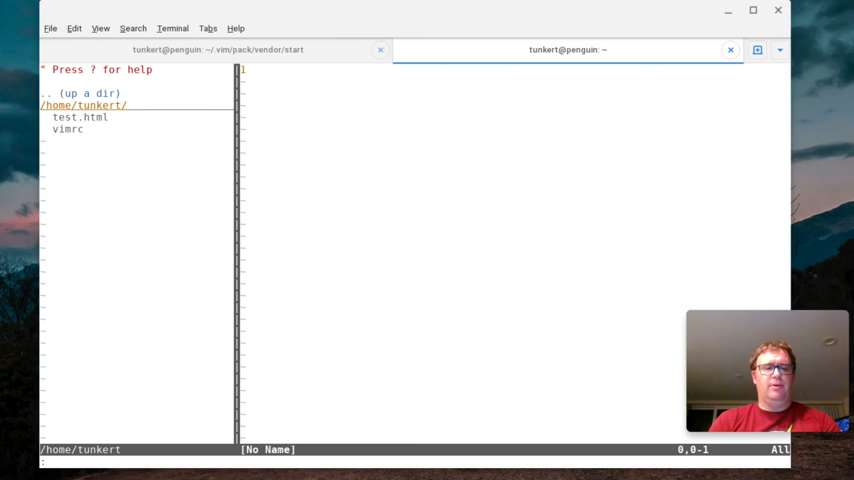 File Edit View Search Terminal Tabs Help
tunkert@penguin: ~/.vim/pack/vendor/start
tunkert@penguin: ~
" Press ? for help
1
.. (up a dir)
/home/tunkert/
test.html
vimrc
/home/tunkert
[No Name] 0,0-1 All
: